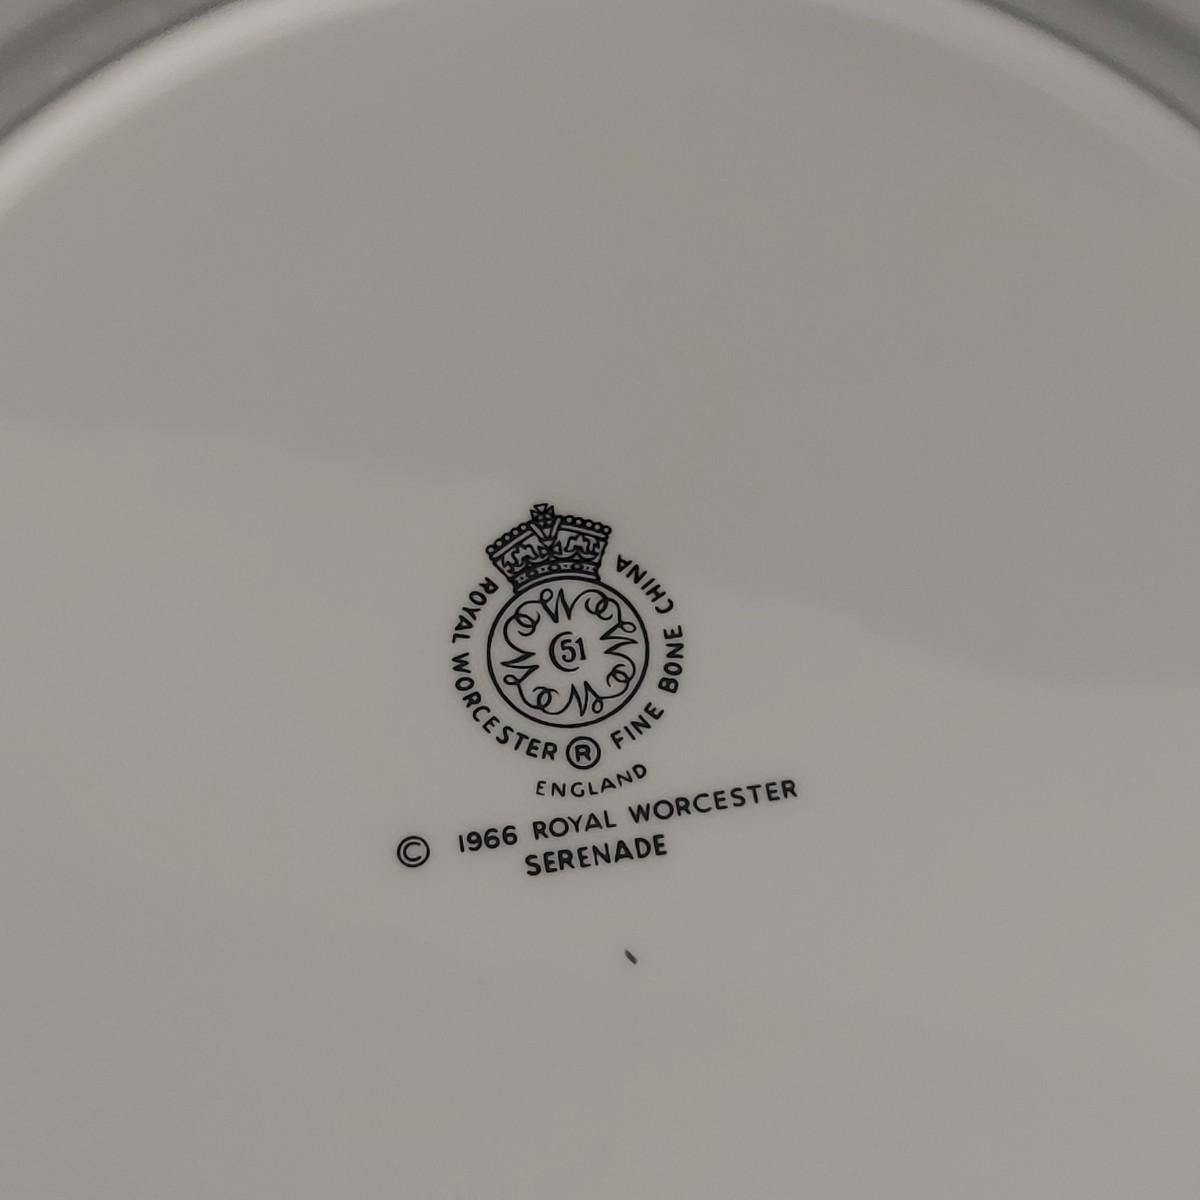 ROYAL WORCESTER ® FINE BONE CHINA
51
ENGLAND
© 1966 ROYAL WORCESTER
SERENADE